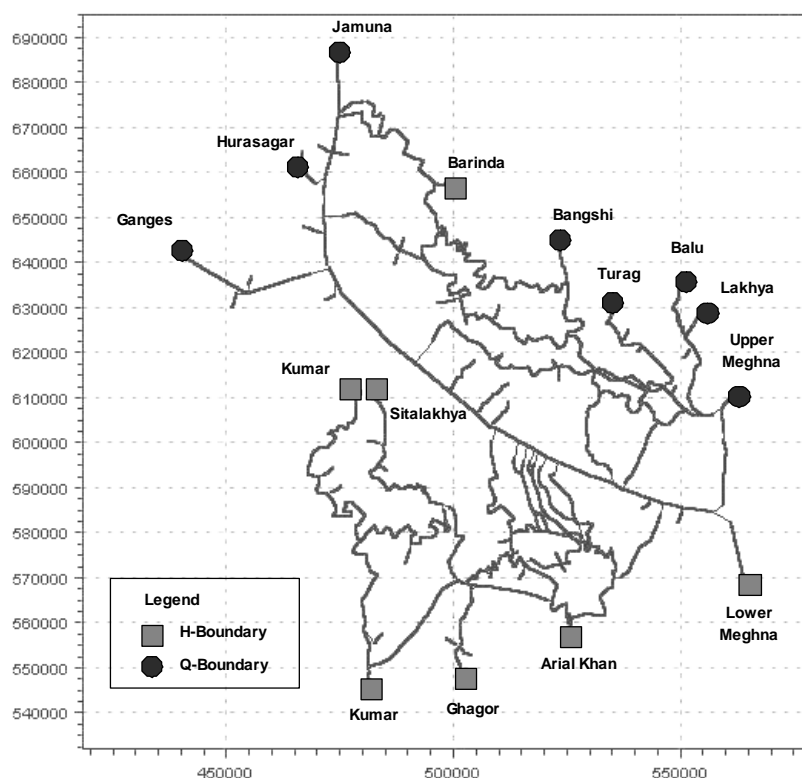 Jamuna
690000
680000
670000
Hurasagar
660000
Barinda
650000
Ganges
Bangshi
640000
Balu
Turag
Lakhya
630000
Upper
Meghna
620000
Kumar
610000
Sitalakhya
600000
590000
580000
570000
Legend
H-Boundary
Q-Boundary
Lower
Meghna
560000
Arial Khan
550000
Kumar
Ghagor
540000
450000
500000
550000